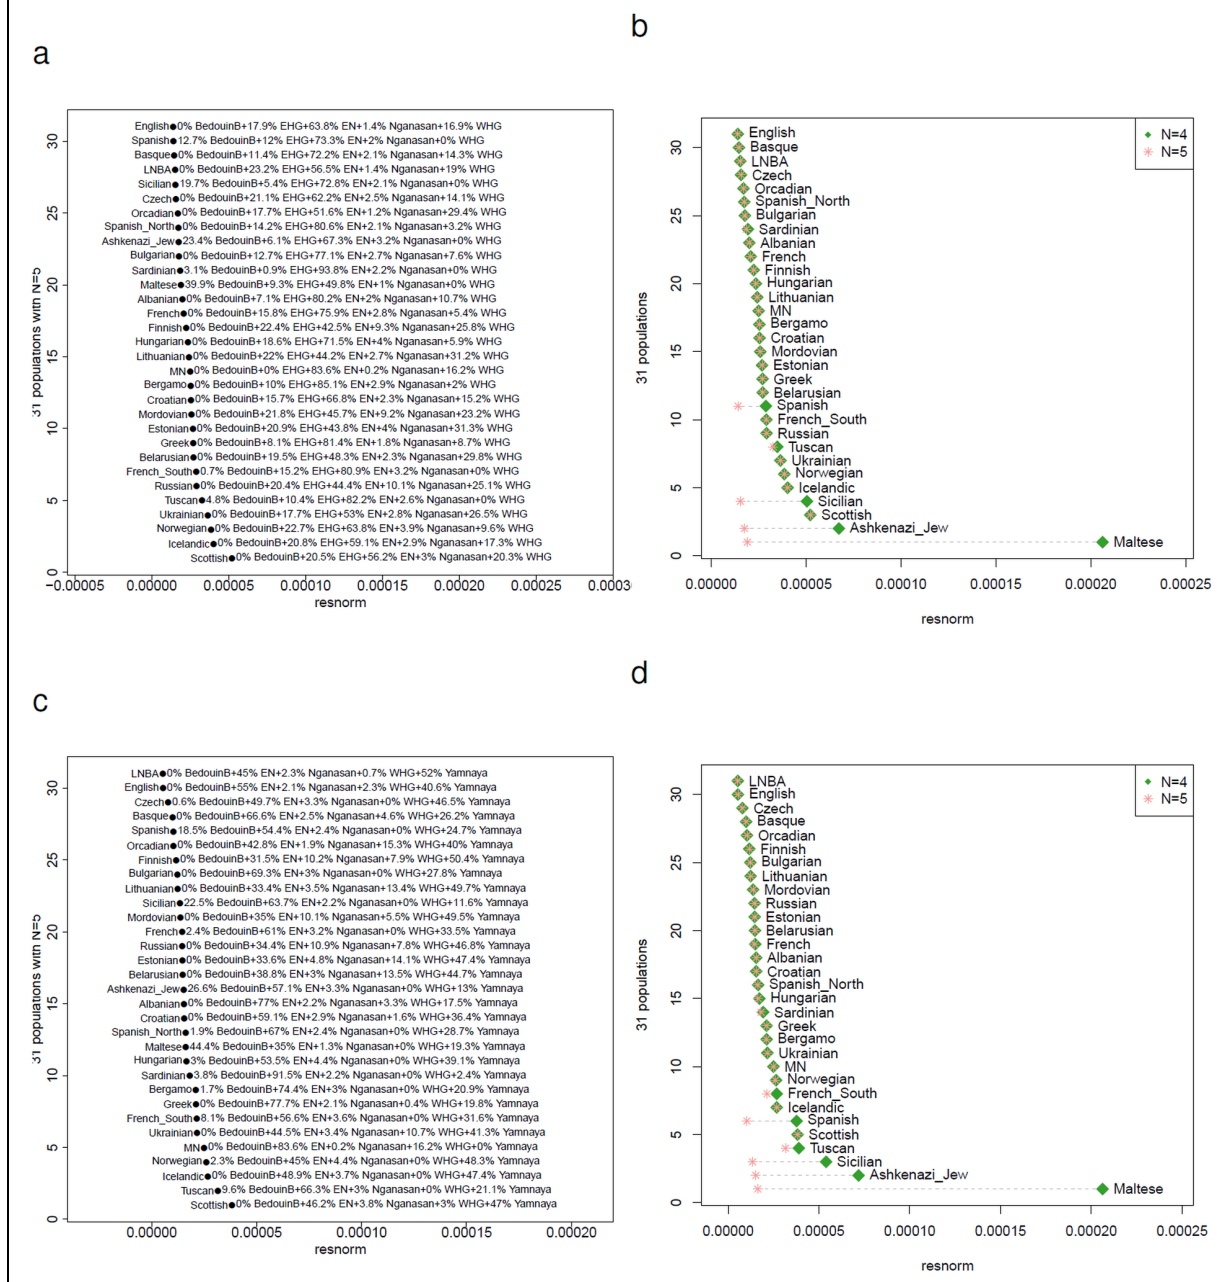 a
31 populations with N=5
30
25
20
15
10
5
0
English 0% BedouinB+17.9% EHG+63.8% EN+1.4% Nganasan+16.9% WHG
Spanish 12.7% BedouinB+12% EHG+73.3% EN+2% Nganasan+0% WHG
Basque 0% BedouinB+11.4% EHG+72.2% EN+2.1% Nganasan+14.3% WHG
LNBA 0% BedouinB+23.2% EHG+56.5% EN+1.4% Nganasan+19% WHG
Sicilian 19.7% BedouinB+5.4% EHG+72.8% EN+2.1% Nganasan+0% WHG
Czech 0% BedouinB+21.1% EHG+62.2% EN+2.5% Nganasan+14.1% WHG
Orcadian 0% BedouinB+17.7% EHG+51.6% EN+1.2% Nganasan+29.4% WHG
Spanish_North 0% BedouinB+14.2% EHG+80.6% EN+2.1% Nganasan+3.2% WHG
Ashkenazi_Jew 23.4% BedouinB+6.1% EHG+67.3% EN+3.2% Nganasan+0% WHG
Bulgarian 0% BedouinB+12.7% EHG+77.1% EN+2.7% Nganasan+7.6% WHG
Sardinian 3.1% BedouinB+0.9% EHG+93.8% EN+2.2% Nganasan+0% WHG
Maltese 39.9% BedouinB+9.3% EHG+49.8% EN+1% Nganasan+0% WHG
Albanian 0% BedouinB+7.1% EHG+80.2% EN+2% Nganasan+10.7% WHG
French 0% BedouinB+15.8% EHG+75.9% EN+2.8% Nganasan+5.4% WHG
Finnish 0% BedouinB+22.4% EHG+42.5% EN+9.3% Nganasan+25.8% WHG
Hungarian 0% BedouinB+18.6% EHG+71.5% EN+4% Nganasan+5.9% WHG
Lithuanian 0% BedouinB+22% EHG+44.2% EN+2.7% Nganasan+31.2% WHG
MN 0% BedouinB+0% EHG+83.6% EN+0.2% Nganasan+16.2% WHG
Bergamo 0% BedouinB+10% EHG+85.1% EN+2.9% Nganasan+2% WHG
Croatian 0% BedouinB+15.7% EHG+66.8% EN+2.3% Nganasan+15.2% WHG
Mordovian 0% BedouinB+21.8% EHG+45.7% EN+9.2% Nganasan+23.2% WHG
Estonian 0% BedouinB+20.9% EHG+43.8% EN+4% Nganasan+31.3% WHG
Greek 0% BedouinB+8.1% EHG+81.4% EN+1.8% Nganasan+8.7% WHG
Belarusian 0% BedouinB+19.5% EHG+48.3% EN+2.3% Nganasan+29.8% WHG
French_South 0.7% BedouinB+15.2% EHG+80.9% EN+3.2% Nganasan+0% WHG
Russian 0% BedouinB+20.4% EHG+44.4% EN+10.1% Nganasan+25.1% WHG
Tuscan 4.8% BedouinB+10.4% EHG+82.2% EN+2.6% Nganasan+0% WHG
Ukrainian 0% BedouinB+17.7% EHG+53% EN+2.8% Nganasan+26.5% WHG
Norwegian 0% BedouinB+22.7% EHG+63.8% EN+3.9% Nganasan+9.6% WHG
Icelandic 0% BedouinB+20.8% EHG+59.1% EN+2.9% Nganasan+17.3% WHG
Scottish 0% BedouinB+20.5% EHG+56.2% EN+3% Nganasan+20.3% WHG
−0.00005 0.00000 0.00005 0.00010 0.00015 0.00020 0.00025 0.0003
resnorm
b
31 populations
30
25
20
15
10
5
0
N=4
N=5
English
Basque
LNBA
Czech
Orcadian
Spanish_North
Bulgarian
Sardinian
Albanian
French
Finnish
Hungarian
Lithuanian
MN
Bergamo
Croatian
Mordovian
Estonian
Greek
Belarusian
Spanish
French_South
Russian
Tuscan
Ukrainian
Norwegian
Icelandic
Sicilian
Scottish
Ashkenazi_Jew
Maltese
0.00000 0.00005 0.00010 0.00015 0.00020 0.00025
resnorm
c
31 populations with N=5
30
25
20
15
10
5
0
LNBA 0% BedouinB+45% EN+2.3% Nganasan+0.7% WHG+52% Yamnaya
English 0% BedouinB+55% EN+2.1% Nganasan+2.3% WHG+40.6% Yamnaya
Czech 0.6% BedouinB+49.7% EN+3.3% Nganasan+0% WHG+46.5% Yamnaya
Basque 0% BedouinB+66.6% EN+2.5% Nganasan+4.6% WHG+26.2% Yamnaya
Spanish 18.5% BedouinB+54.4% EN+2.4% Nganasan+0% WHG+24.7% Yamnaya
Orcadian 0% BedouinB+42.8% EN+1.9% Nganasan+15.3% WHG+40% Yamnaya
Finnish 0% BedouinB+31.5% EN+10.2% Nganasan+7.9% WHG+50.4% Yamnaya
Bulgarian 0% BedouinB+69.3% EN+3% Nganasan+0% WHG+27.8% Yamnaya
Lithuanian 0% BedouinB+33.4% EN+3.5% Nganasan+13.4% WHG+49.7% Yamnaya
Sicilian 22.5% BedouinB+63.7% EN+2.2% Nganasan+0% WHG+11.6% Yamnaya
Mordovian 0% BedouinB+35% EN+10.1% Nganasan+5.5% WHG+49.5% Yamnaya
French 2.4% BedouinB+61% EN+3.2% Nganasan+0% WHG+33.5% Yamnaya
Russian 0% BedouinB+34.4% EN+10.9% Nganasan+7.8% WHG+46.8% Yamnaya
Estonian 0% BedouinB+33.6% EN+4.8% Nganasan+14.1% WHG+47.4% Yamnaya
Belarusian 0% BedouinB+38.8% EN+3% Nganasan+13.5% WHG+44.7% Yamnaya
Ashkenazi_Jew 26.6% BedouinB+57.1% EN+3.3% Nganasan+0% WHG+13% Yamnaya
Albanian 0% BedouinB+77% EN+2.2% Nganasan+3.3% WHG+17.5% Yamnaya
Croatian 0% BedouinB+59.1% EN+2.9% Nganasan+1.6% WHG+36.4% Yamnaya
Spanish_North 1.9% BedouinB+67% EN+2.4% Nganasan+0% WHG+28.7% Yamnaya
Maltese 44.4% BedouinB+35% EN+1.3% Nganasan+0% WHG+19.3% Yamnaya
Hungarian 3% BedouinB+53.5% EN+4.4% Nganasan+0% WHG+39.1% Yamnaya
Sardinian 3.8% BedouinB+91.5% EN+2.2% Nganasan+0% WHG+2.4% Yamnaya
Bergamo 1.7% BedouinB+74.4% EN+3% Nganasan+0% WHG+20.9% Yamnaya
Greek 0% BedouinB+77.7% EN+2.1% Nganasan+0.4% WHG+19.8% Yamnaya
French_South 8.1% BedouinB+56.6% EN+3.6% Nganasan+0% WHG+31.6% Yamnaya
Ukrainian 0% BedouinB+44.5% EN+3.4% Nganasan+10.7% WHG+41.3% Yamnaya
MN 0% BedouinB+83.6% EN+0.2% Nganasan+16.2% WHG+0% Yamnaya
Norwegian 2.3% BedouinB+45% EN+4.4% Nganasan+0% WHG+48.3% Yamnaya
Icelandic 0% BedouinB+48.9% EN+3.7% Nganasan+0% WHG+47.4% Yamnaya
Tuscan 9.6% BedouinB+66.3% EN+3% Nganasan+0% WHG+21.1% Yamnaya
Scottish 0% BedouinB+46.2% EN+3.8% Nganasan+3% WHG+47% Yamnaya
0.00000 0.00005 0.00010 0.00015 0.00020
resnorm
d
31 populations
30
25
20
15
10
5
0
N=4
N=5
LNBA
English
Czech
Basque
Orcadian
Finnish
Bulgarian
Lithuanian
Mordovian
Russian
Estonian
Belarusian
French
Albanian
Croatian
Spanish_North
Hungarian
Sardinian
Greek
Bergamo
Ukrainian
MN
Norwegian
French_South
Icelandic
Spanish
Scottish
Tuscan
Sicilian
Ashkenazi_Jew
Maltese
0.00000 0.00005 0.00010 0.00015 0.00020 0.00025
resnorm